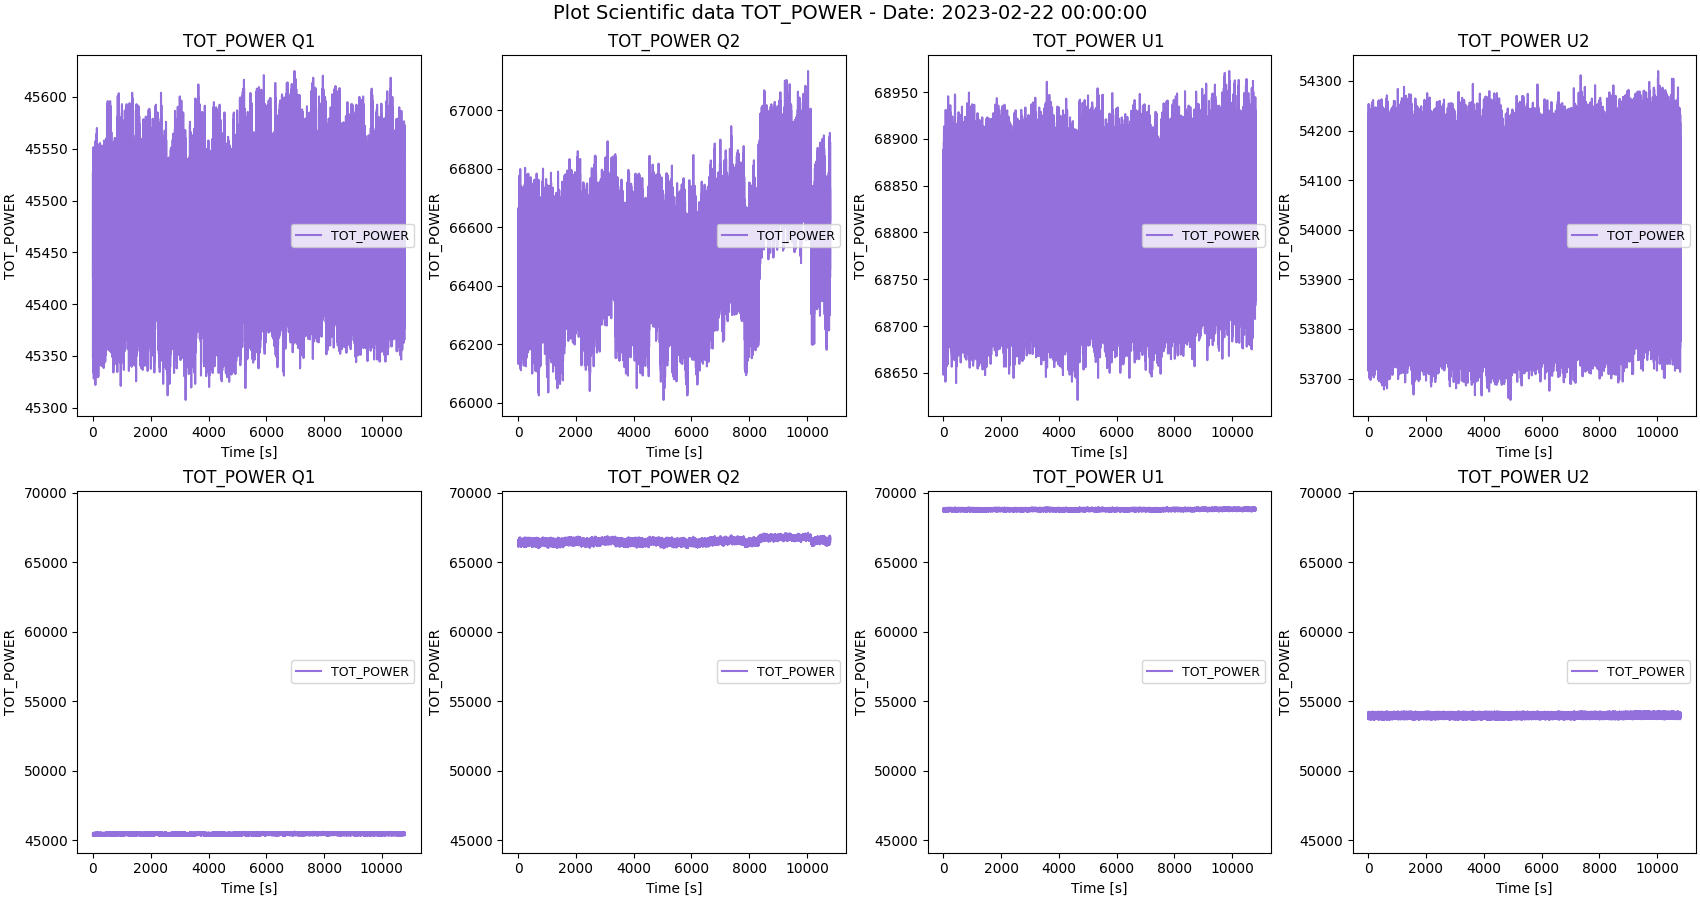 Plot Scientific data TOT_POWER - Date: 2023-02-22 00:00:00
TOT_POWER Q1
TOT_POWER
45600
45550
45500
45450
45400
45350
45300
TOT_POWER
0 2000 4000 6000 8000 10000
Time [s]
TOT_POWER Q2
TOT_POWER
67000
66800
66600
66400
66200
66000
TOT_POWER
0 2000 4000 6000 8000 10000
Time [s]
TOT_POWER U1
TOT_POWER
68950
68900
68850
68800
68750
68700
68650
TOT_POWER
0 2000 4000 6000 8000 10000
Time [s]
TOT_POWER U2
TOT_POWER
54300
54200
54100
54000
53900
53800
53700
TOT_POWER
0 2000 4000 6000 8000 10000
Time [s]
TOT_POWER Q1
TOT_POWER
70000
65000
60000
55000
50000
45000
TOT_POWER
0 2000 4000 6000 8000 10000
Time [s]
TOT_POWER Q2
TOT_POWER
70000
65000
60000
55000
50000
45000
TOT_POWER
0 2000 4000 6000 8000 10000
Time [s]
TOT_POWER U1
TOT_POWER
70000
65000
60000
55000
50000
45000
TOT_POWER
0 2000 4000 6000 8000 10000
Time [s]
TOT_POWER U2
TOT_POWER
70000
65000
60000
55000
50000
45000
TOT_POWER
0 2000 4000 6000 8000 10000
Time [s]